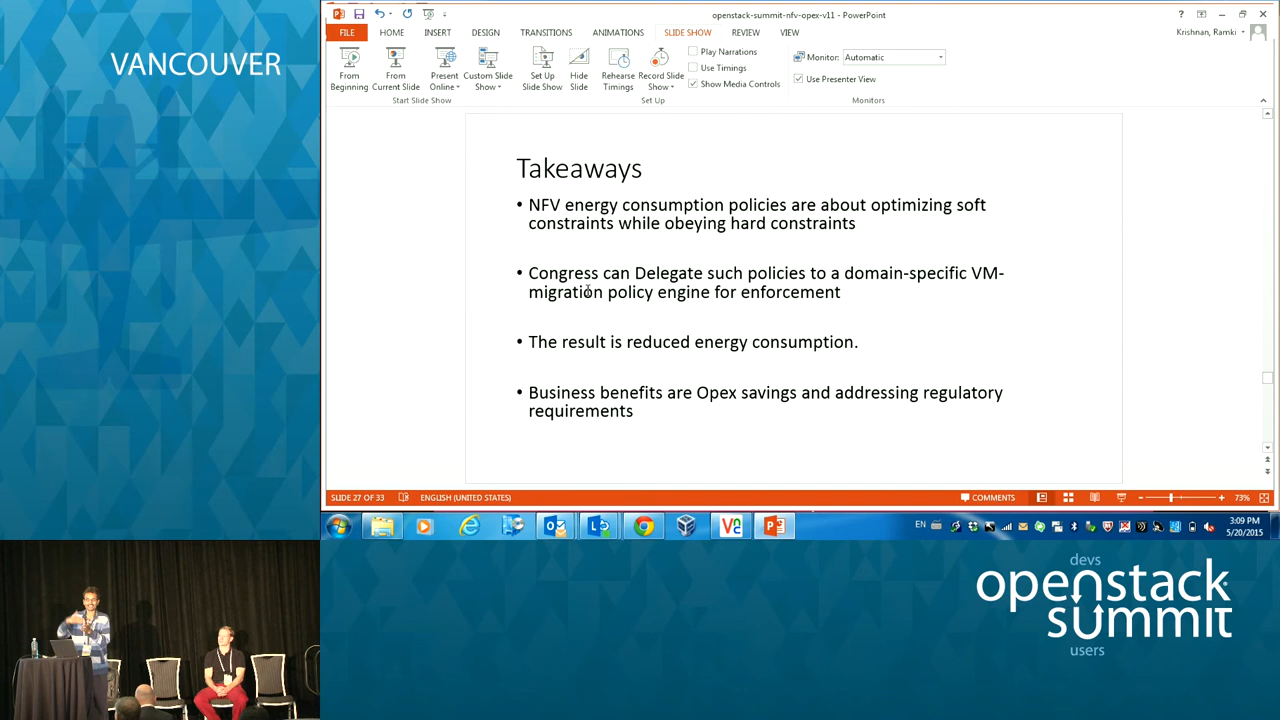 VANCOUVER
openstack-summit-nfv-opex-v11 - PowerPoint
FILE HOME INSERT DESIGN TRANSITIONS ANIMATIONS SLIDE SHOW REVIEW VIEW
Krishnan, Ramki
From Beginning
From Current Slide
Present Online
Custom Slide Show
Set Up Slide Show
Hide Slide
Rehearse Timings
Record Slide Show
Play Narrations
Use Timings
Show Media Controls
Monitor: Automatic
Use Presenter View
Start Slide Show
Set Up
Monitors
Takeaways
• NFV energy consumption policies are about optimizing soft
constraints while obeying hard constraints
• Congress can Delegate such policies to a domain-specific VM-
migration policy engine for enforcement
• The result is reduced energy consumption.
• Business benefits are Opex savings and addressing regulatory
requirements
SLIDE 27 OF 33 ENGLISH (UNITED STATES)
COMMENTS
73%
EN
3:09 PM
5/20/2015
devs
openstack
summit
users